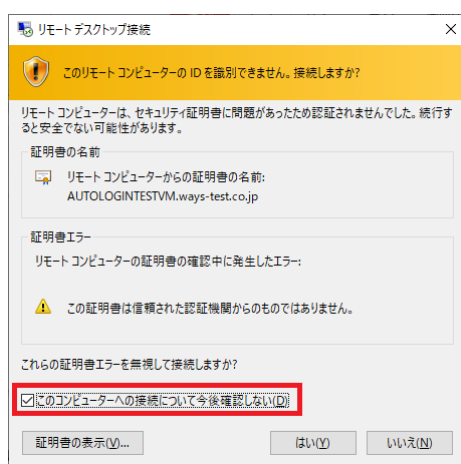 リモート デスクトップ接続
このリモート コンピューターの ID を識別できません。接続しますか?
リモート コンピューターは、セキュリティ証明書に問題があったため認証されませんでした。続行す
ると安全でない可能性があります。
証明書の名前
リモート コンピューターからの証明書の名前:
AUTOLOGINTESTVM.ways-test.co.jp
証明書エラー
リモート コンピューターの証明書の確認中に発生したエラー:
この証明書は信頼された認証機関からのものではありません。
これらの証明書エラーを無視して接続しますか?
このコンピューターへの接続について今後確認しない(D)
証明書の表示(V)... はい(Y) いいえ(N)